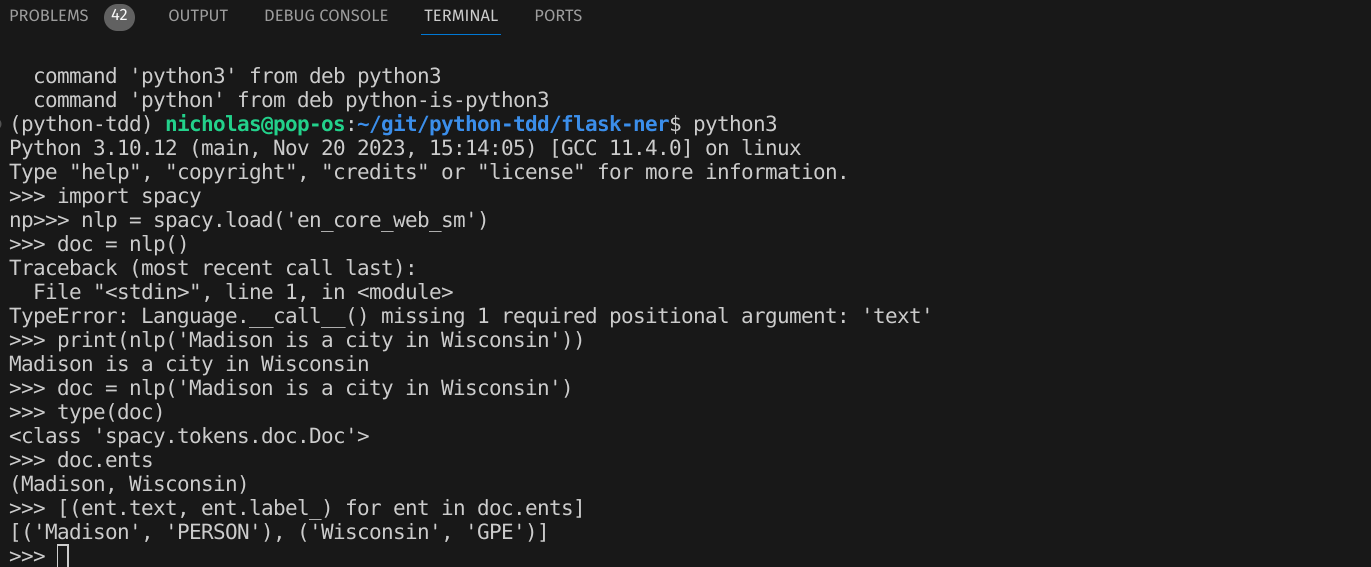 PROBLEMS 42 OUTPUT DEBUG CONSOLE TERMINAL PORTS
command 'python3' from deb python3
command 'python' from deb python-is-python3
(python-tdd) nicholas@pop-os:~/git/python-tdd/flask-ner$ python3
Python 3.10.12 (main, Nov 20 2023, 15:14:05) [GCC 11.4.0] on linux
Type "help", "copyright", "credits" or "license" for more information.
>>> import spacy
np>>> nlp = spacy.load('en_core_web_sm')
>>> doc = nlp()
Traceback (most recent call last):
  File "<stdin>", line 1, in <module>
TypeError: Language.__call__() missing 1 required positional argument: 'text'
>>> print(nlp('Madison is a city in Wisconsin'))
Madison is a city in Wisconsin
>>> doc = nlp('Madison is a city in Wisconsin')
>>> type(doc)
<class 'spacy.tokens.doc.Doc'>
>>> doc.ents
(Madison, Wisconsin)
>>> [(ent.text, ent.label_) for ent in doc.ents]
[('Madison', 'PERSON'), ('Wisconsin', 'GPE')]
>>>